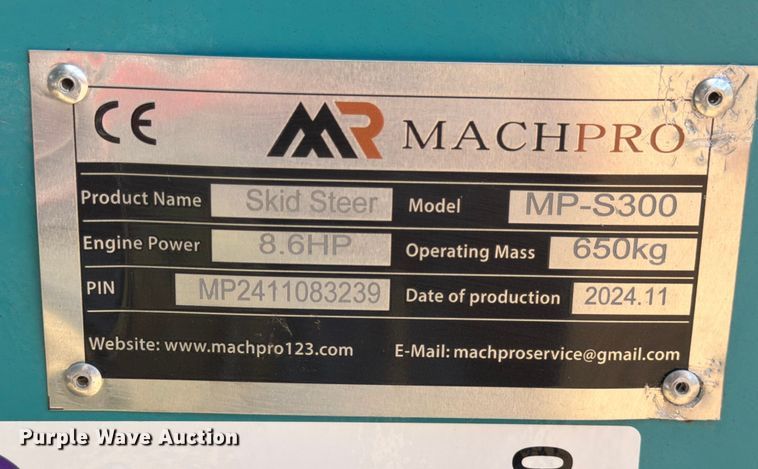 CE MR MACHPRO
Product Name Skid Steer Model MP-S300
Engine Power 8.6HP Operating Mass 650kg
PIN MP2411083239 Date of production 2024.11
Website: www.machpro123.com E-Mail: machproservice@gmail.com
Purple Wave Auction